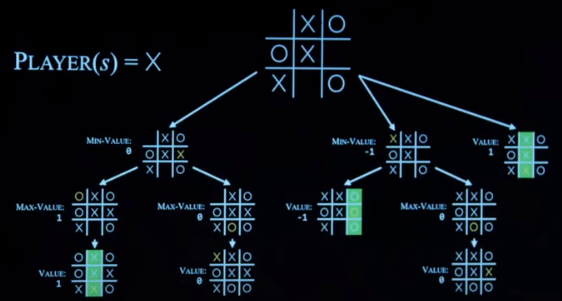 X O
PLAYER(s) = X
O X
X O
MIN-VALUE:
0
X O
O X X
X O
MIN-VALUE:
-1
X X O
O X
X O
VALUE:
1
X O
O X
X X O
MAX-VALUE:
1
O X O
O X X
X O
MAX-VALUE:
0
X O
O X X
X O O
VALUE:
-1
X X O
O X O
X O
MAX-VALUE:
0
X X O
O X
X O O
VALUE:
1
O X O
O X X
X X O
VALUE:
0
X X O
O X X
X O O
VALUE:
0
X X O
O X X
X O O